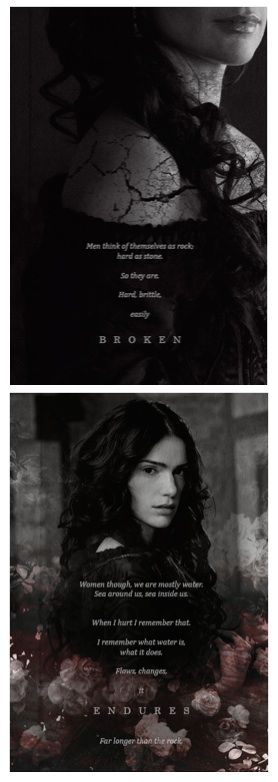 Men think of themselves as rock;
hard as stone.
So they are.
Hard, brittle,
easily
BROKEN
Women though, we are mostly water.
Sea around us, sea inside us.
When I hurt I remember that.
I remember what water is,
what it does.
Flows, changes,
it
ENDURES
Far longer than the rock.